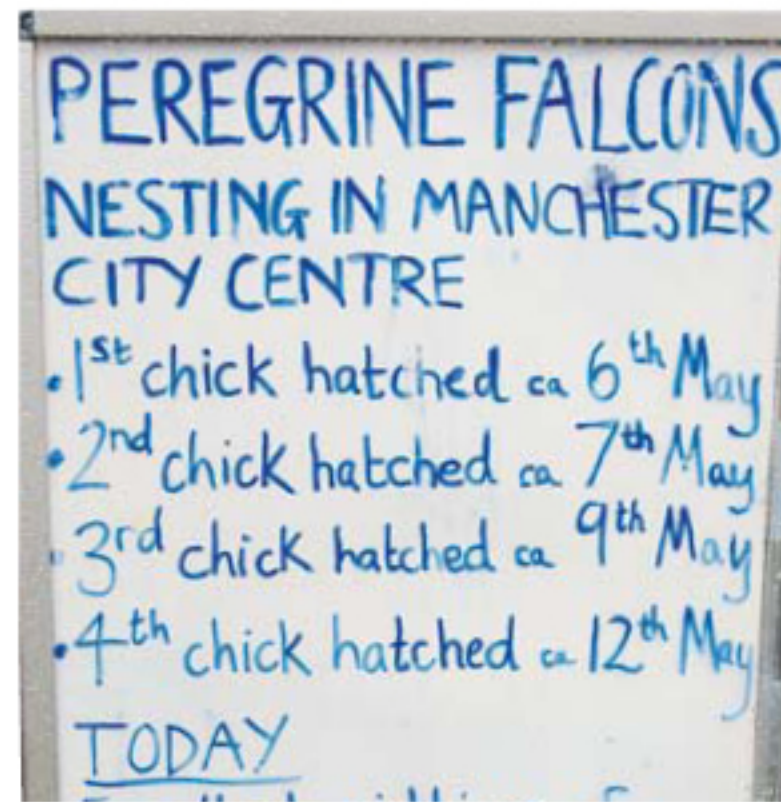 PEREGRINE FALCONS
NESTING IN MANCHESTER
CITY CENTRE
• 1st chick hatched ca 6th May
• 2nd chick hatched ca 7th May
• 3rd chick hatched ca 9th May
• 4th chick hatched ca 12th May
TODAY